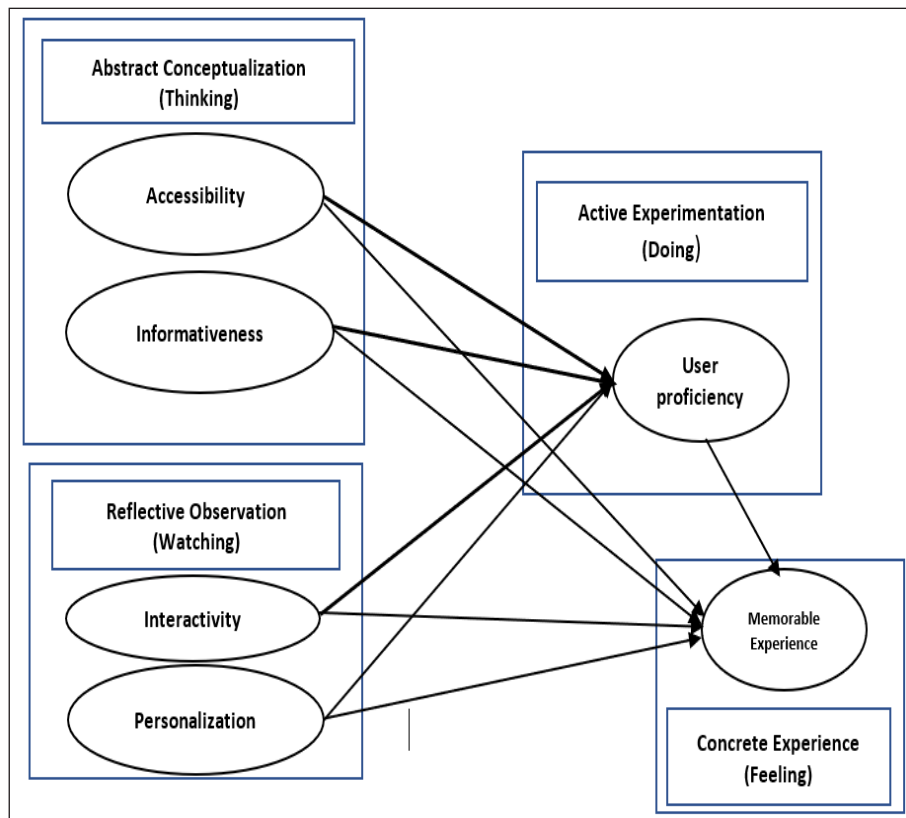 Abstract Conceptualization
(Thinking)
Accessibility
Informativeness
Active Experimentation
(Doing)
User
proficiency
Reflective Observation
(Watching)
Interactivity
Personalization
Memorable
Experience
Concrete Experience
(Feeling)